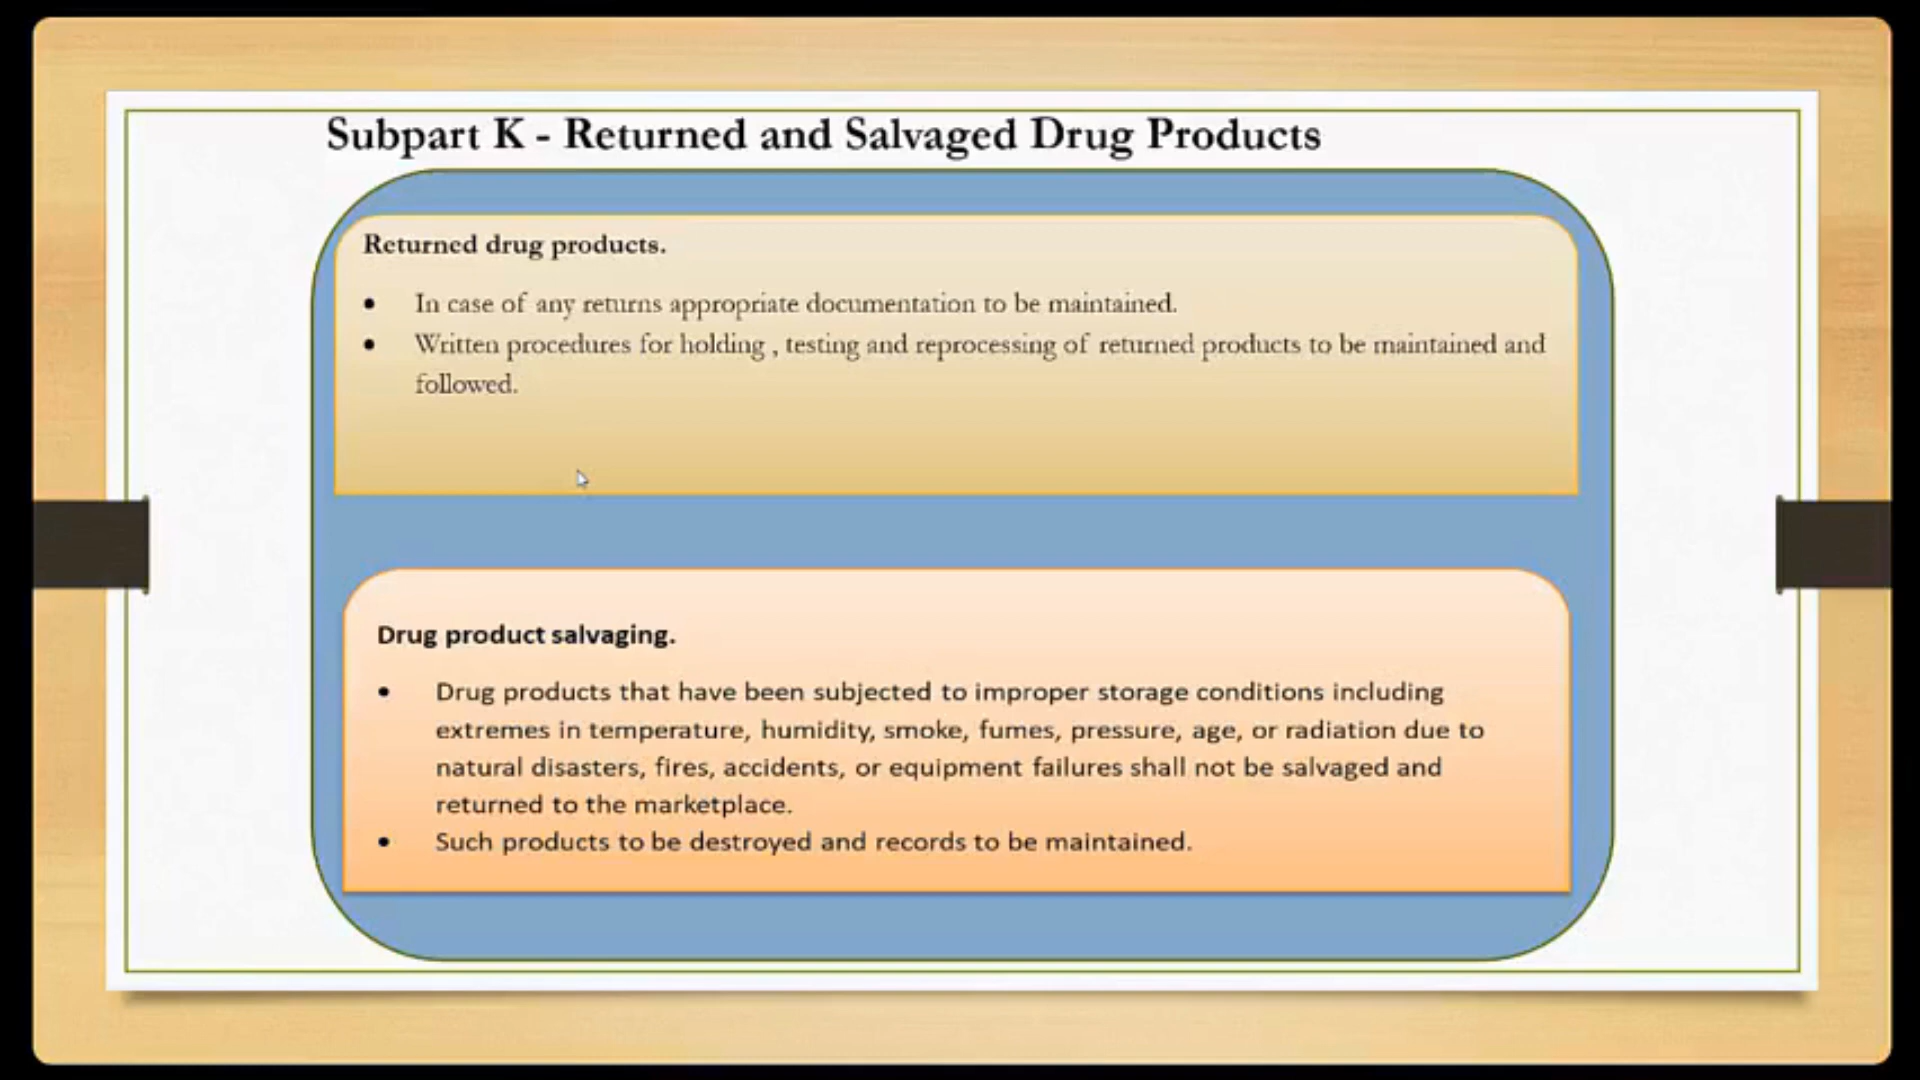 Subpart K - Returned and Salvaged Drug Products
Returned drug products.
• In case of any returns appropriate documentation to be maintained.
• Written procedures for holding , testing and reprocessing of returned products to be maintained and
followed.
Drug product salvaging.
• Drug products that have been subjected to improper storage conditions including
extremes in temperature, humidity, smoke, fumes, pressure, age, or radiation due to
natural disasters, fires, accidents, or equipment failures shall not be salvaged and
returned to the marketplace.
• Such products to be destroyed and records to be maintained.